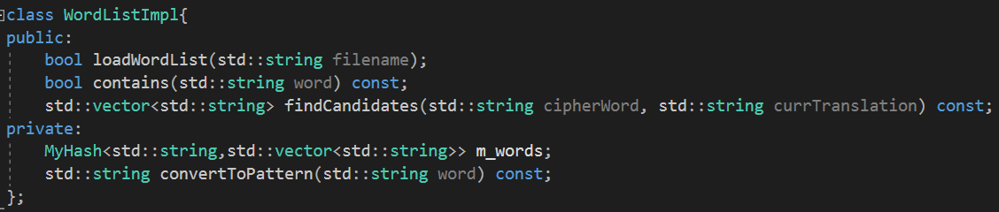 class WordListImpl{
public:
    bool loadWordList(std::string filename);
    bool contains(std::string word) const;
    std::vector<std::string> findCandidates(std::string cipherWord, std::string currTranslation) const;
private:
    MyHash<std::string,std::vector<std::string>> m_words;
    std::string convertToPattern(std::string word) const;
};